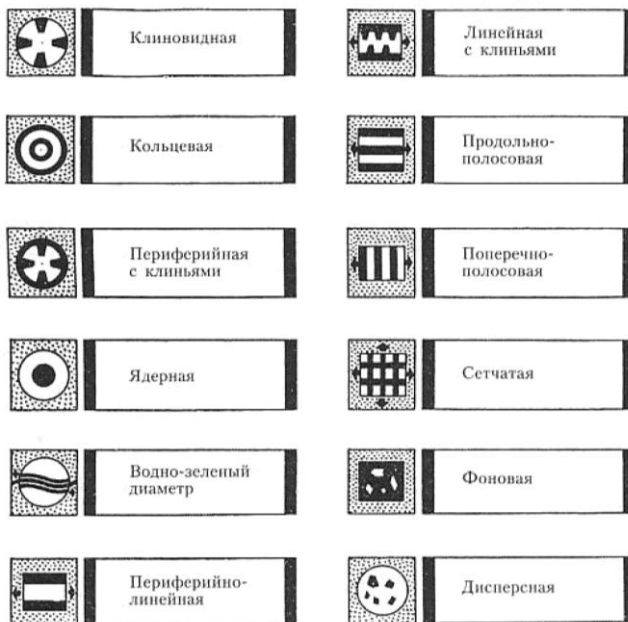 Клиновидная
Кольцевая
Периферийная
с клиньями
Ядерная
Водно-зеленый
диаметр
Периферийно-
линейная
Линейная
с клиньями
Продольно-
полосовая
Поперечно-
полосовая
Сетчатая
Фоновая
Дисперсная